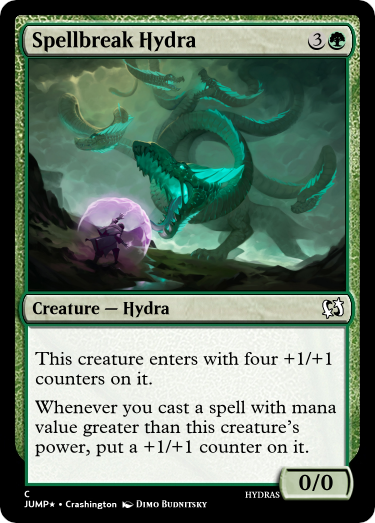 Spellbreak Hydra 3
Creature — Hydra
This creature enters with four +1/+1
counters on it.
Whenever you cast a spell with mana
value greater than this creature's
power, put a +1/+1 counter on it.
0/0
C
HYDRAS
JUMP★ • Crashington Dimo Budnitsky